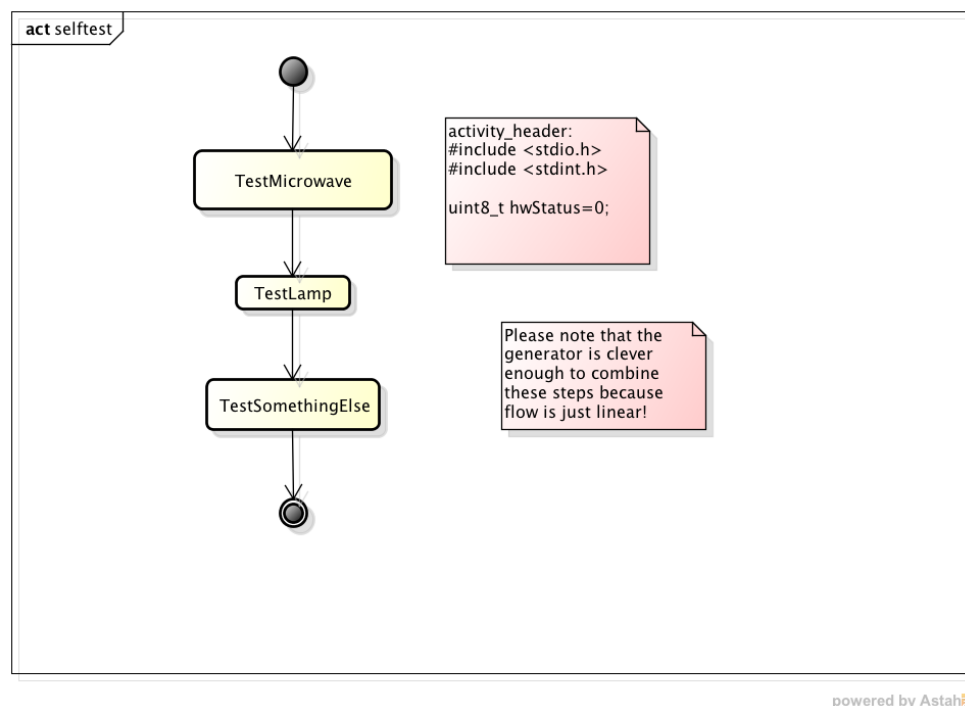 act selftest
TestMicrowave
TestLamp
TestSomethingElse
activity_header:
#include <stdio.h>
#include <stdint.h>
uint8_t hwStatus=0;
Please note that the
generator is clever
enough to combine
these steps because
flow is just linear!
powered by Astah